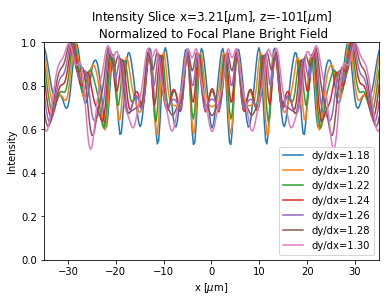 Intensity Slice x=3.21[μm], z=-101[μm]
Normalized to Focal Plane Bright Field
1.0
0.8
0.6
0.4
0.2
0.0
Intensity
dy/dx=1.18
dy/dx=1.20
dy/dx=1.22
dy/dx=1.24
dy/dx=1.26
dy/dx=1.28
dy/dx=1.30
−30 −20 −10 0 10 20 30
x [μm]